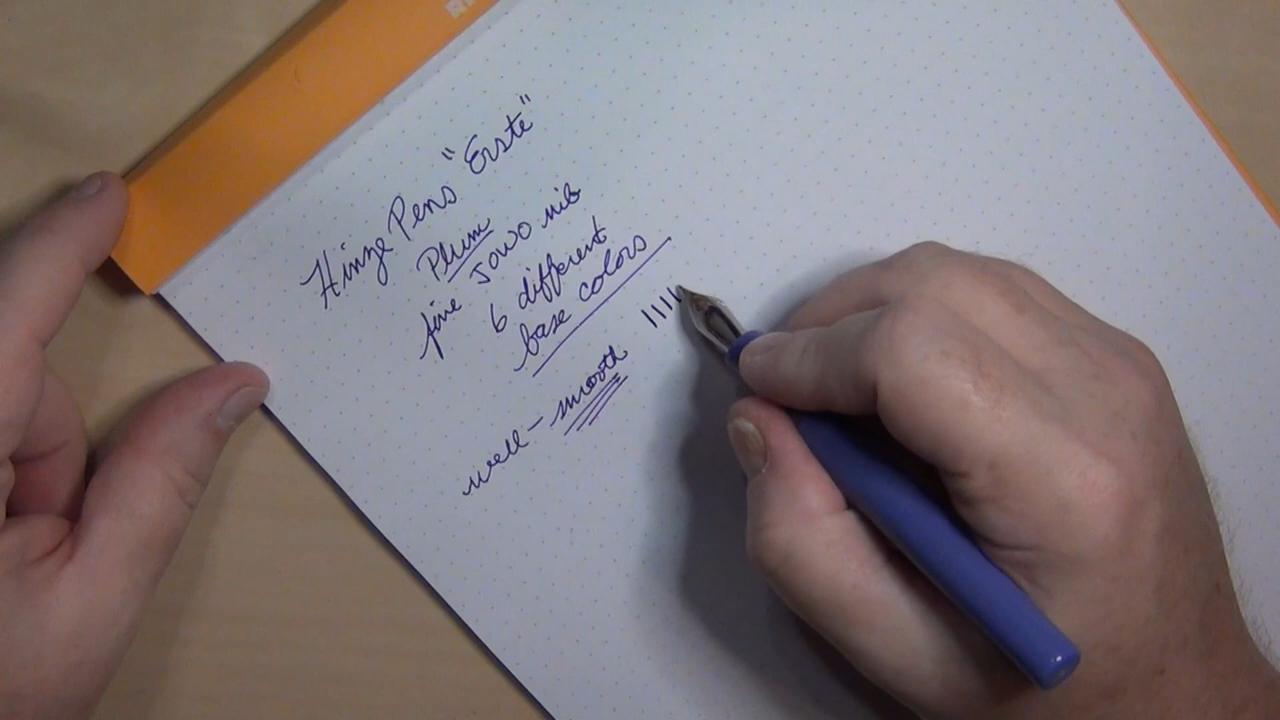 Hinze Pens "Erste"
Plum
fine Jowo nib
6 different
base colors
well-smooth